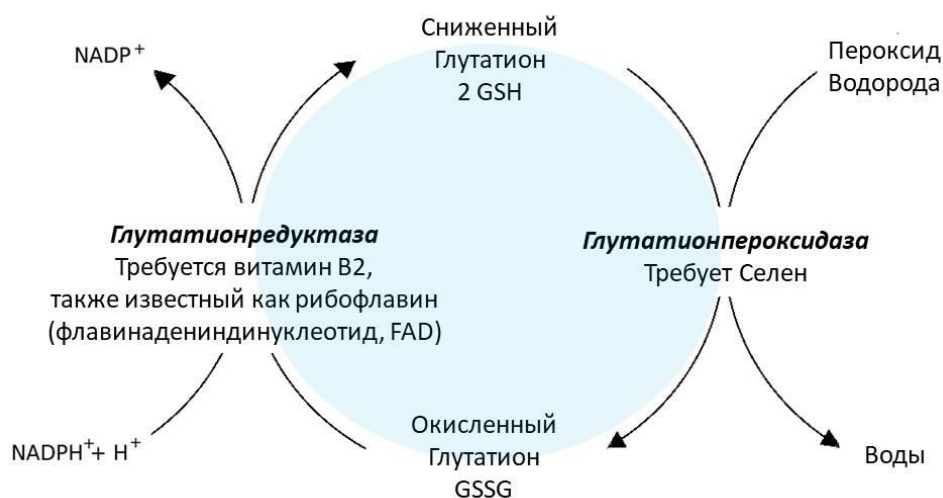 NADP⁺
Сниженный
Глутатион
2 GSH
Пероксид
Водорода
Глутатионредуктаза
Требуется витамин B2,
также известный как рибофлавин
(флавинадениндинуклеотид, FAD)
Глутатионпероксидаза
Требует Селен
NADPH⁺+ H⁺
Окисленный
Глутатион
GSSG
Воды